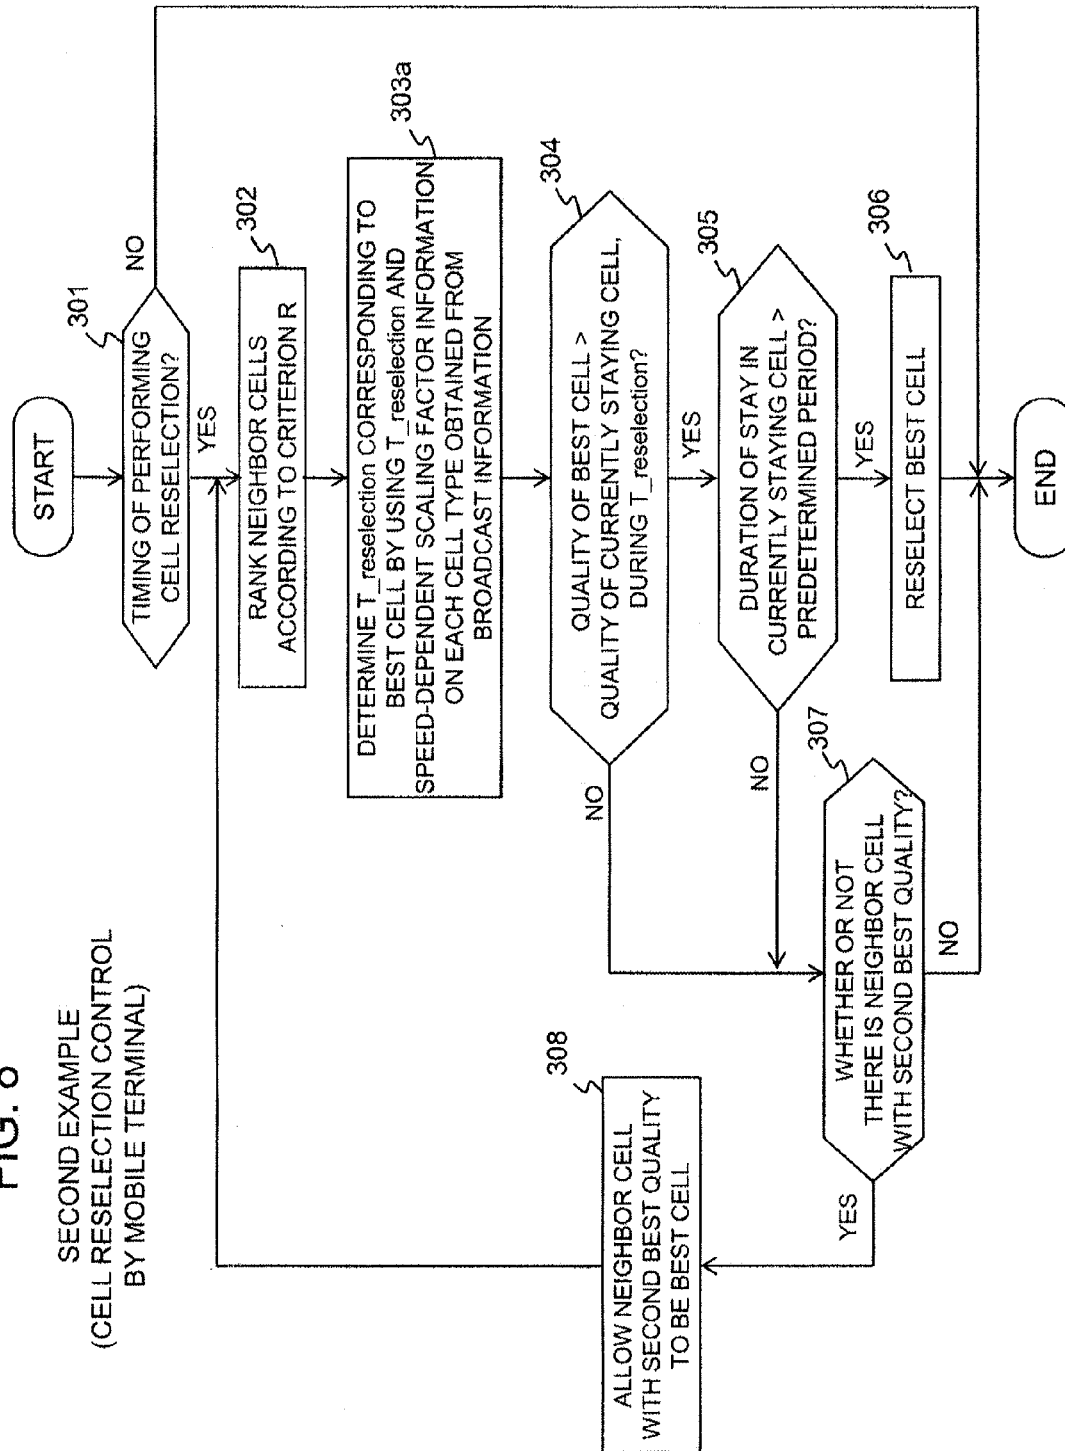 FIG. 8
SECOND EXAMPLE
(CELL RESELECTION CONTROL
BY MOBILE TERMINAL)
START
301
TIMING OF PERFORMING
CELL RESELECTION?
NO
YES
302
RANK NEIGHBOR CELLS
ACCORDING TO CRITERION R
303a
DETERMINE T_reselection CORRESPONDING TO
BEST CELL BY USING T_reselection AND
SPEED-DEPENDENT SCALING FACTOR INFORMATION
ON EACH CELL TYPE OBTAINED FROM
BROADCAST INFORMATION
304
QUALITY OF BEST CELL >
QUALITY OF CURRENTLY STAYING CELL,
DURING T_reselection?
NO
YES
305
DURATION OF STAY IN
CURRENTLY STAYING CELL >
PREDETERMINED PERIOD?
NO
YES
306
RESELECT BEST CELL
307
WHETHER OR NOT
THERE IS NEIGHBOR CELL
WITH SECOND BEST QUALITY?
YES
NO
308
ALLOW NEIGHBOR CELL
WITH SECOND BEST QUALITY
TO BE BEST CELL
END